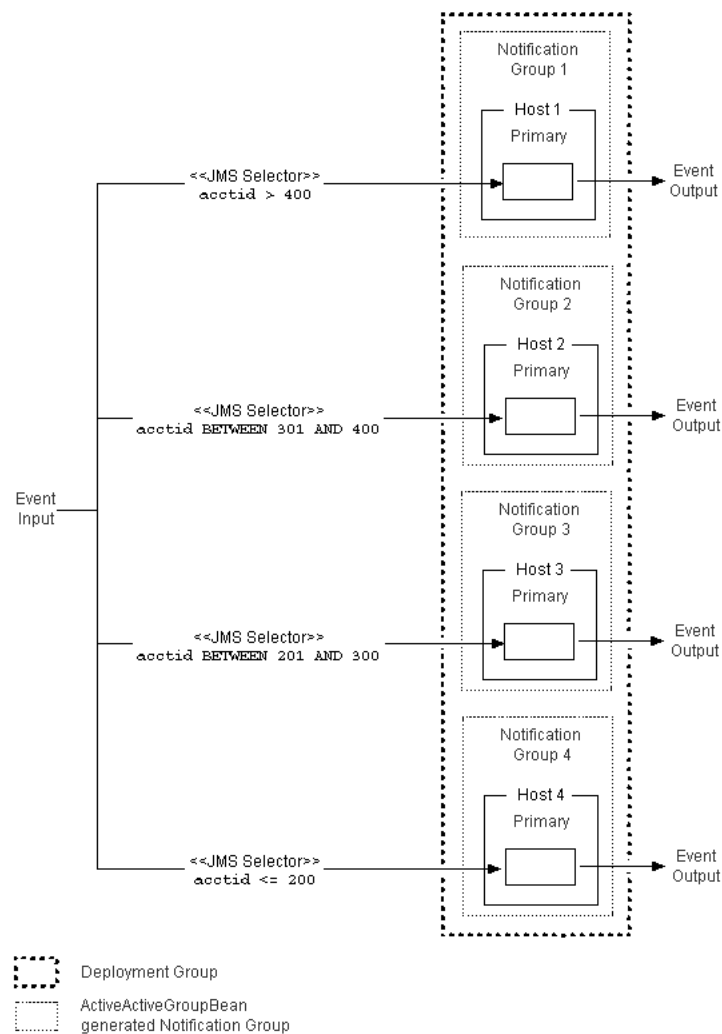 Notification
Group 1
Host 1
Primary
<<JMS Selector>>
acctid > 400
Event
Output
Notification
Group 2
Host 2
Primary
<<JMS Selector>>
acctid BETWEEN 301 AND 400
Event
Output
Event
Input
Notification
Group 3
Host 3
Primary
<<JMS Selector>>
acctid BETWEEN 201 AND 300
Event
Output
Notification
Group 4
Host 4
Primary
<<JMS Selector>>
acctid <= 200
Event
Output
Deployment Group
ActiveActiveGroupBean
generated Notification Group